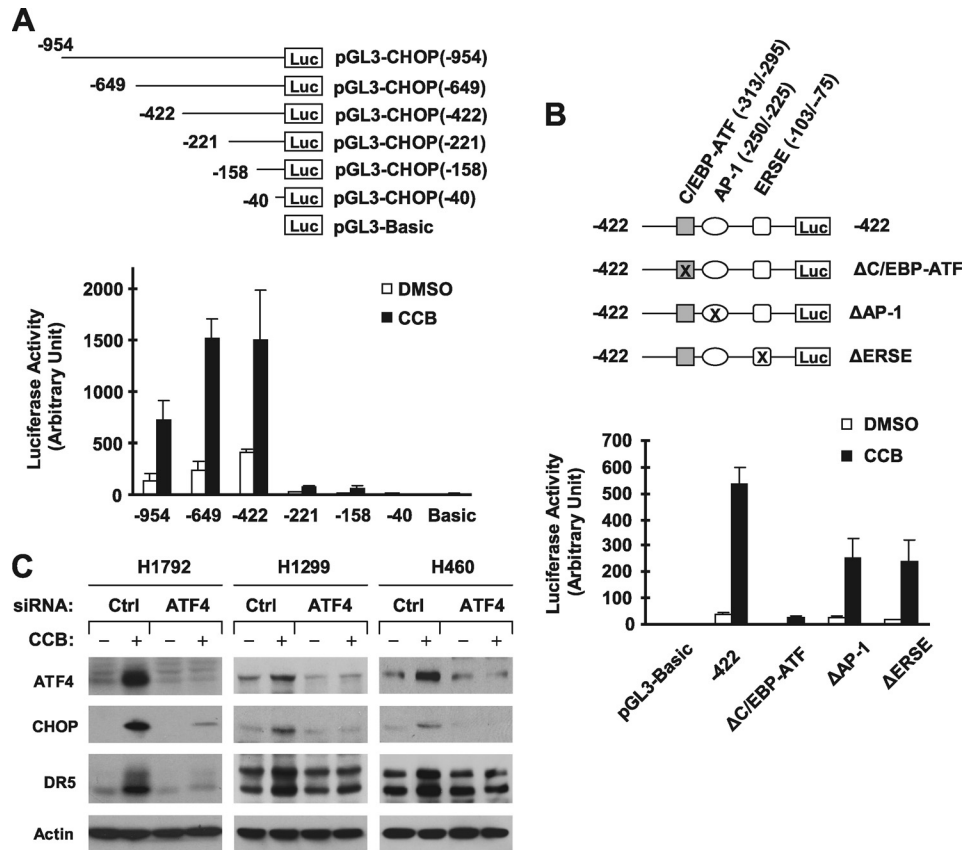 A
-954 Luc pGL3-CHOP(-954)
-649 Luc pGL3-CHOP(-649)
-422 Luc pGL3-CHOP(-422)
-221 Luc pGL3-CHOP(-221)
-158 Luc pGL3-CHOP(-158)
-40 Luc pGL3-CHOP(-40)
Luc pGL3-Basic
Luciferase Activity
(Arbitrary Unit)
2000
1500
1000
500
0
DMSO
CCB
-954 -649 -422 -221 -158 -40 Basic
B
C/EBP-ATF (-313/-295)
AP-1 (-250/-225)
ERSE (-103/--75)
-422 Luc -422
-422 X Luc ΔC/EBP-ATF
-422 X Luc ΔAP-1
-422 X Luc ΔERSE
Luciferase Activity
(Arbitrary Unit)
700
600
500
400
300
200
100
0
DMSO
CCB
pGL3-Basic -422 ΔC/EBP-ATF ΔAP-1 ΔERSE
C
H1792 H1299 H460
siRNA: Ctrl ATF4 Ctrl ATF4 Ctrl ATF4
CCB: – + – + – + – + – + – +
ATF4
CHOP
DR5
Actin